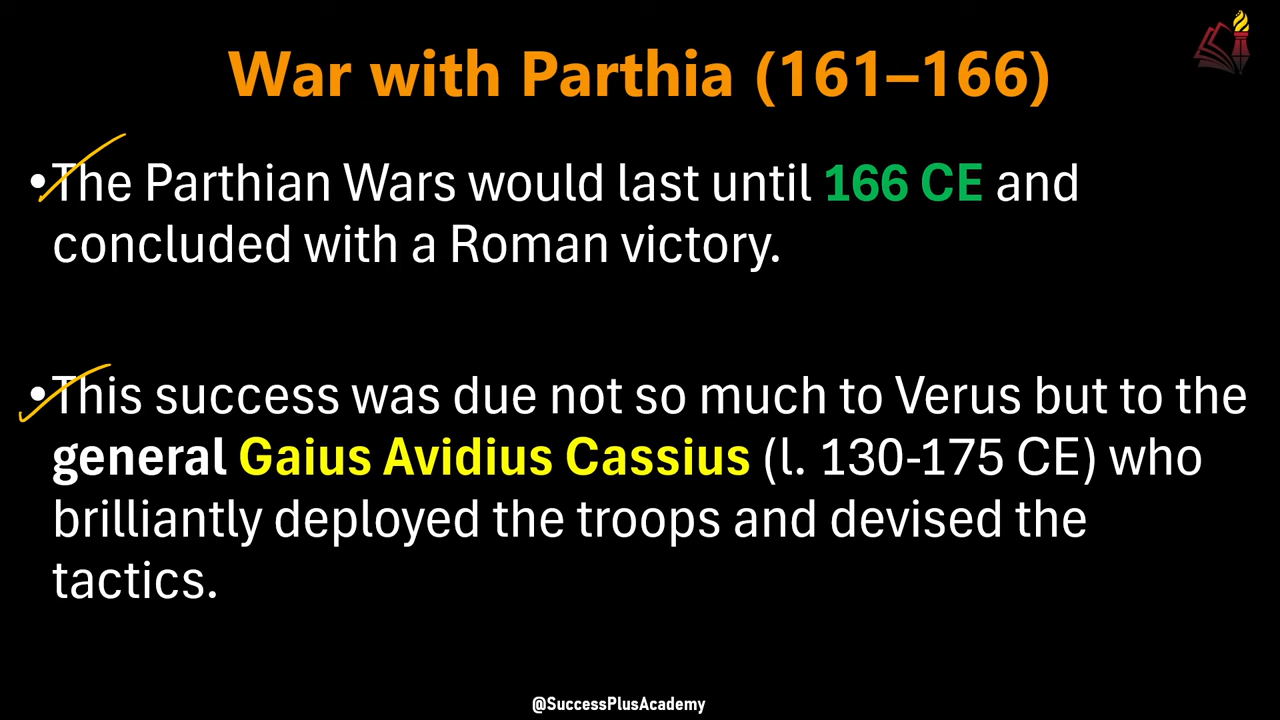 War with Parthia (161–166)
•The Parthian Wars would last until 166 CE and
concluded with a Roman victory.
•This success was due not so much to Verus but to the
general Gaius Avidius Cassius (l. 130-175 CE) who
brilliantly deployed the troops and devised the
tactics.
@SuccessPlusAcademy